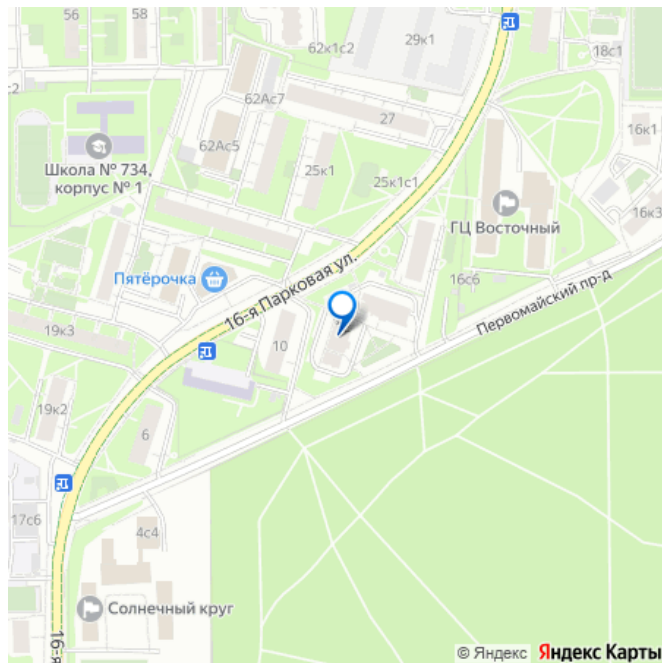 56
58
29к1
62к1с2
18с1
с2
62Ас7
27
16к1
62Ас5
Школа № 734,
корпус № 1
25к1
25к1с1
16к3
ГЦ Восточный
16с6
Пятёрочка
16-я Парковая ул.
Первомайский пр-д
19к3
10
19к2
6
17с6
4с4
Солнечный круг
16-я
© Яндекс Яндекс Карты